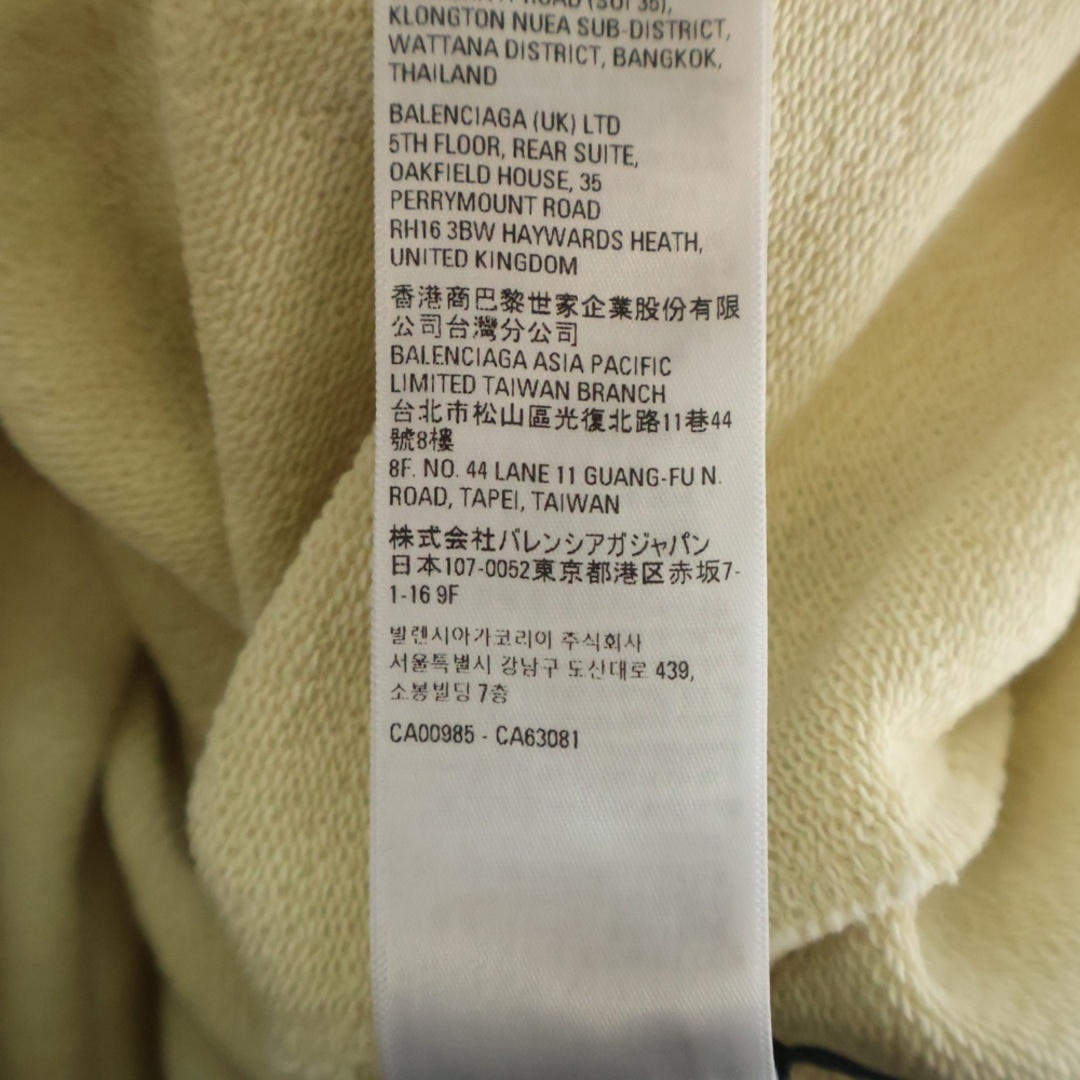 ROAD (SOI 35),
KLONGTON NUEA SUB-DISTRICT,
WATTANA DISTRICT, BANGKOK,
THAILAND
BALENCIAGA (UK) LTD
5TH FLOOR, REAR SUITE,
OAKFIELD HOUSE, 35
PERRYMOUNT ROAD
RH16 3BW HAYWARDS HEATH,
UNITED KINGDOM
香港商巴黎世家企業股份有限
公司台灣分公司
BALENCIAGA ASIA PACIFIC
LIMITED TAIWAN BRANCH
台北市松山區光復北路11巷44
號8樓
8F. NO. 44 LANE 11 GUANG-FU N.
ROAD, TAPEI, TAIWAN
株式会社バレンシアガジャパン
日本107-0052東京都港区赤坂7-
1-16 9F
발렌시아가코리아 주식회사
서울특별시 강남구 도산대로 439,
소봉빌딩 7층
CA00985 - CA63081